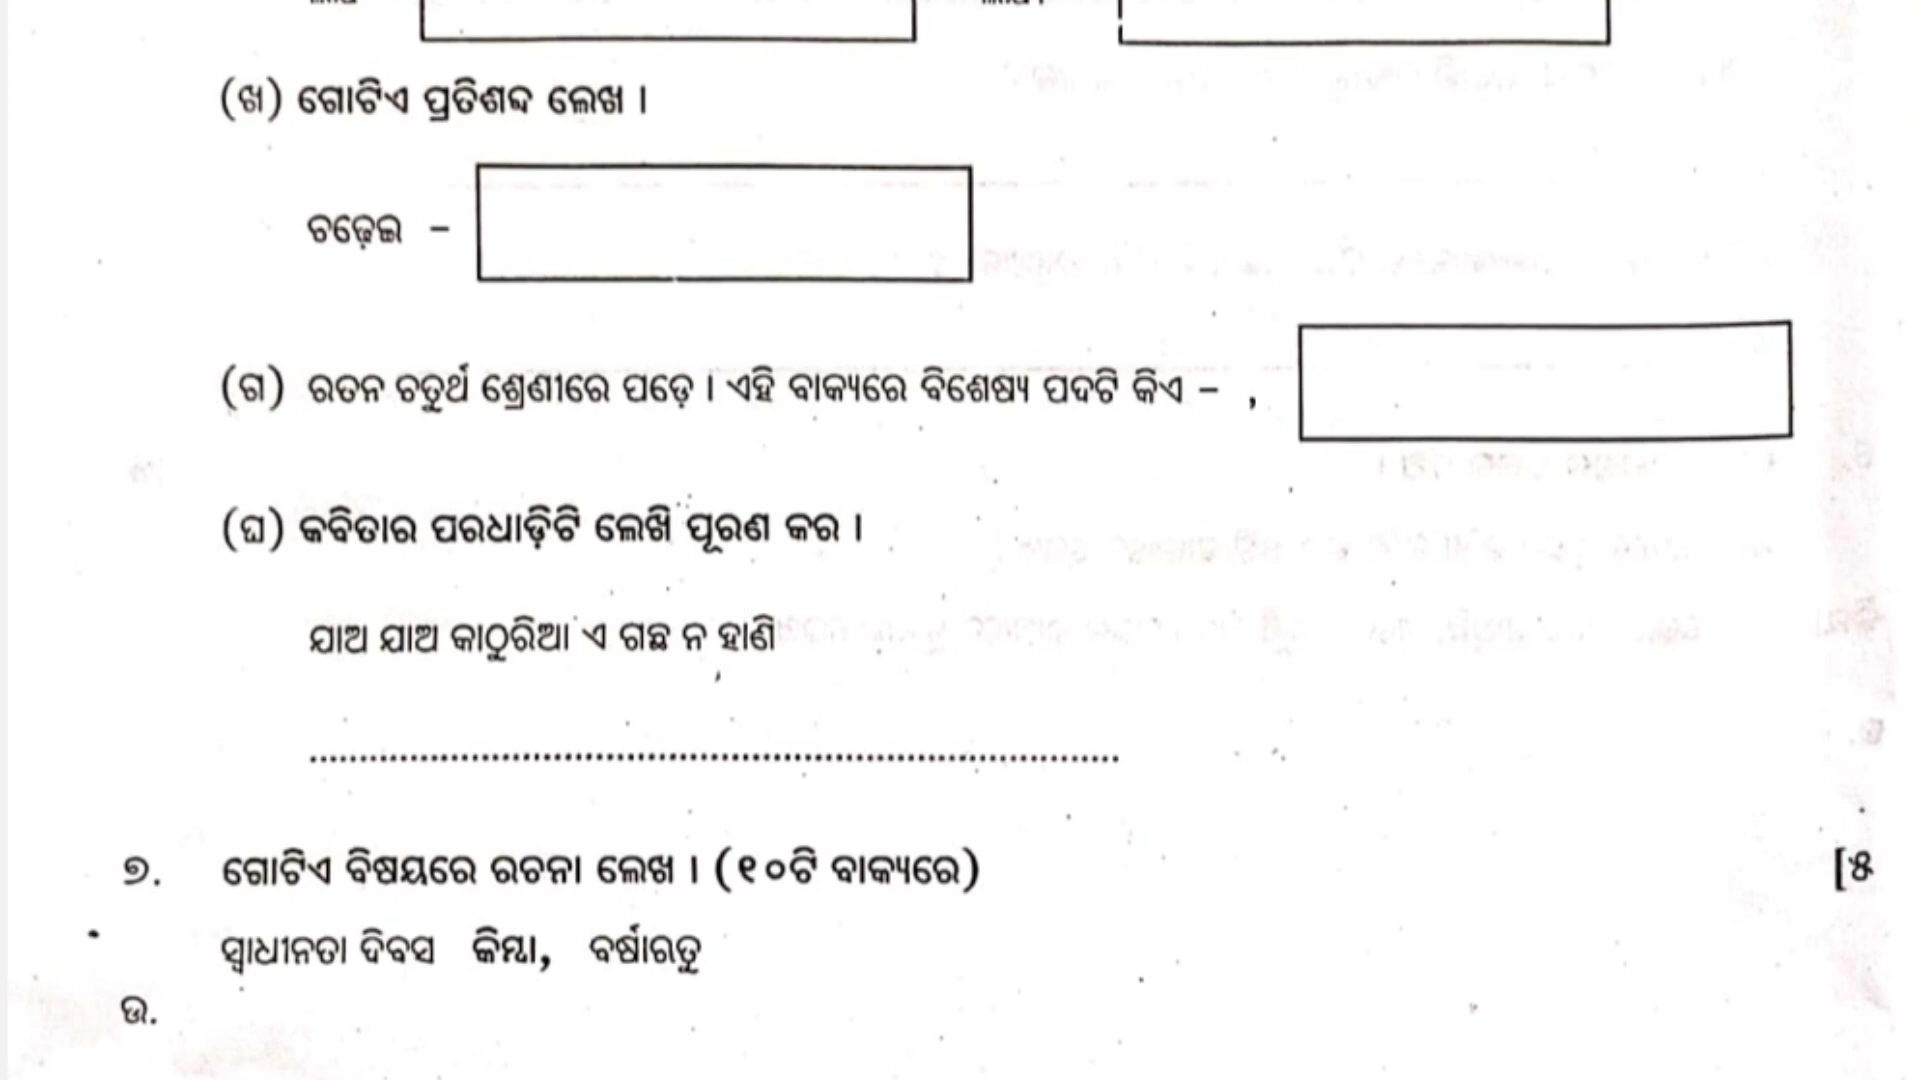 (ଖ) ଗୋଟିଏ ପ୍ରତିଶବ୍ଦ ଲେଖ ।
ଚଢ଼େଇ –
(ଗ) ରତନ ଚତୁର୍ଥ ଶ୍ରେଣୀରେ ପଢ଼େ । ଏହି ବାକ୍ୟରେ ବିଶେଷ୍ୟ ପଦଟି କିଏ – ,
(ଘ) କବିତାର ପରଧାଡ଼ିଟି ଲେଖି ପୂରଣ କର ।
ଯାଅ ଯାଅ କାଠୁରିଆ ଏ ଗଛ ନ ହାଣି
................................................................................
୭. ଗୋଟିଏ ବିଷୟରେ ରଚନା ଲେଖ । (୧୦ଟି ବାକ୍ୟରେ) [୫
ସ୍ୱାଧୀନତା ଦିବସ କିମ୍ବା, ବର୍ଷାଋତୁ
ଉ.